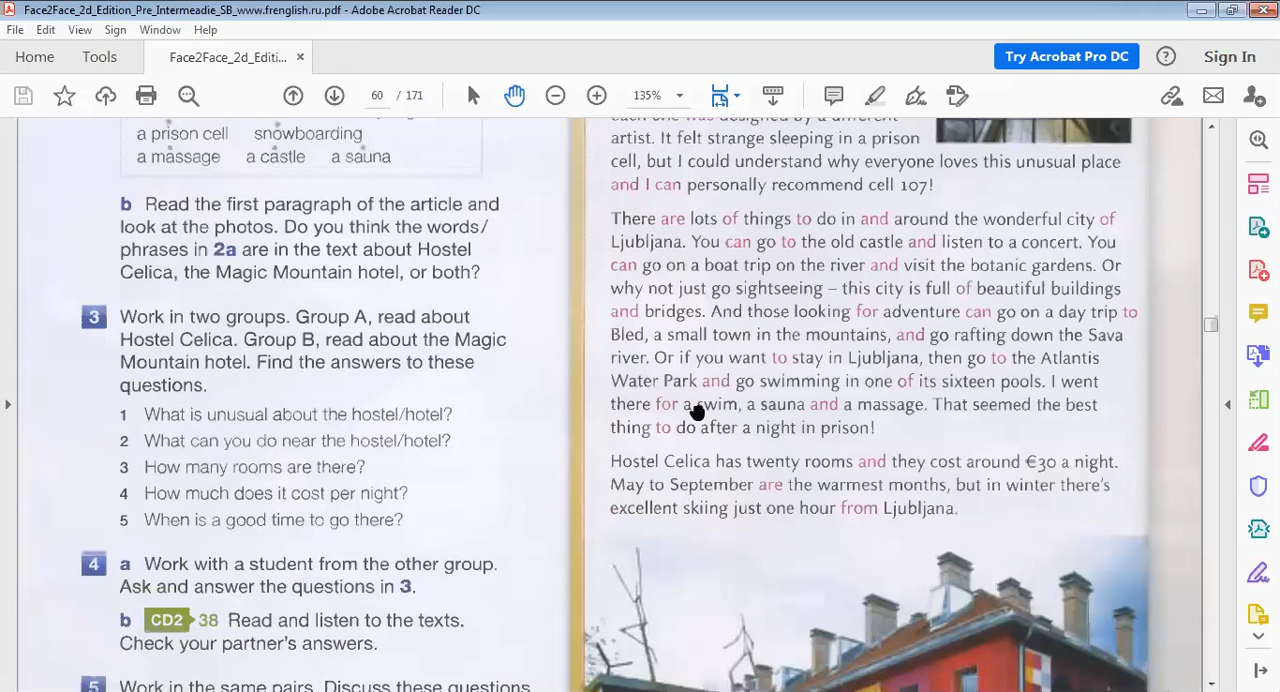 Face2Face_2d_Edition_Pre_Intermeadie_SB_www.frenglish.ru.pdf - Adobe Acrobat Reader DC
File Edit View Sign Window Help
Home Tools Face2Face_2d_Editi... × Try Acrobat Pro DC Sign In
60 / 171 135%
a prison cell snowboarding
a massage a castle a sauna
b Read the first paragraph of the article and
look at the photos. Do you think the words/
phrases in 2a are in the text about Hostel
Celica, the Magic Mountain hotel, or both?
3 Work in two groups. Group A, read about
Hostel Celica. Group B, read about the Magic
Mountain hotel. Find the answers to these
questions.
1 What is unusual about the hostel/hotel?
2 What can you do near the hostel/hotel?
3 How many rooms are there?
4 How much does it cost per night?
5 When is a good time to go there?
4 a Work with a student from the other group.
Ask and answer the questions in 3.
b CD2 38 Read and listen to the texts.
Check your partner's answers.
5 Work in the same pairs. Discuss these questions
each one was designed by a different
artist. It felt strange sleeping in a prison
cell, but I could understand why everyone loves this unusual place
and I can personally recommend cell 107!
There are lots of things to do in and around the wonderful city of
Ljubljana. You can go to the old castle and listen to a concert. You
can go on a boat trip on the river and visit the botanic gardens. Or
why not just go sightseeing – this city is full of beautiful buildings
and bridges. And those looking for adventure can go on a day trip to
Bled, a small town in the mountains, and go rafting down the Sava
river. Or if you want to stay in Ljubljana, then go to the Atlantis
Water Park and go swimming in one of its sixteen pools. I went
there for a swim, a sauna and a massage. That seemed the best
thing to do after a night in prison!
Hostel Celica has twenty rooms and they cost around €30 a night.
May to September are the warmest months, but in winter there's
excellent skiing just one hour from Ljubljana.